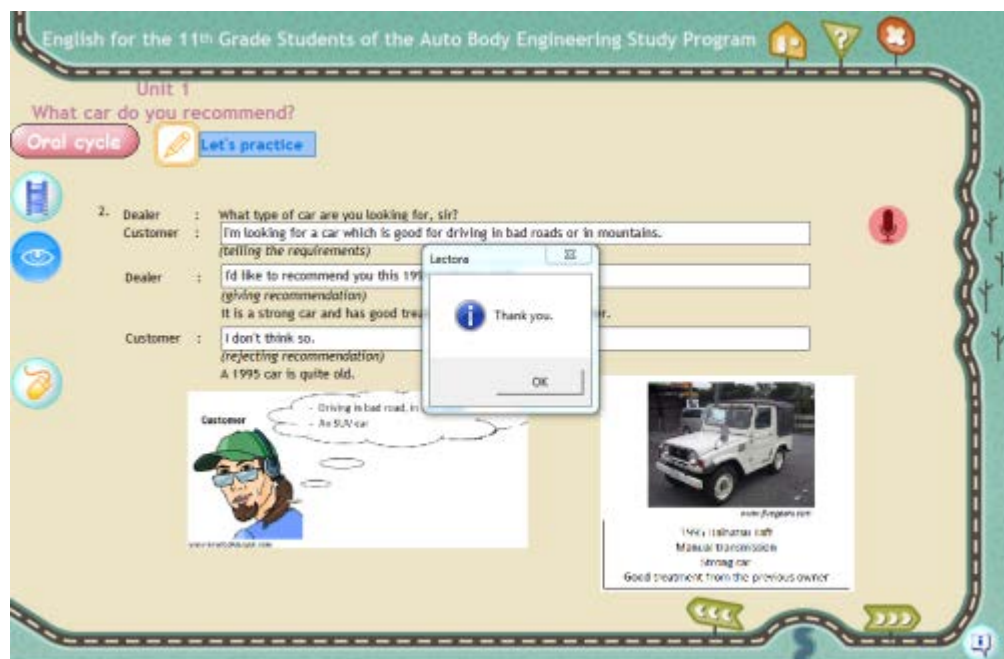 English for the 11th Grade Students of the Auto Body Engineering Study Program
Unit 1
What car do you recommend?
Oral cycle
Let's practice
2. Dealer : What type of car are you looking for, sir?
Customer : I'm looking for a car which is good for driving in bad roads or in mountains.
(telling the requirements)
Dealer : I'd like to recommend you this
(giving recommendation)
It is a strong car and has good
Customer : I don't think so.
(rejecting recommendation)
A 1995 car is quite old.
Lectora
Thank you.
OK
Customer
- Driving in bad road, in
- An SUV car
Manual transmission
Strong car
Good treatment from the previous owner